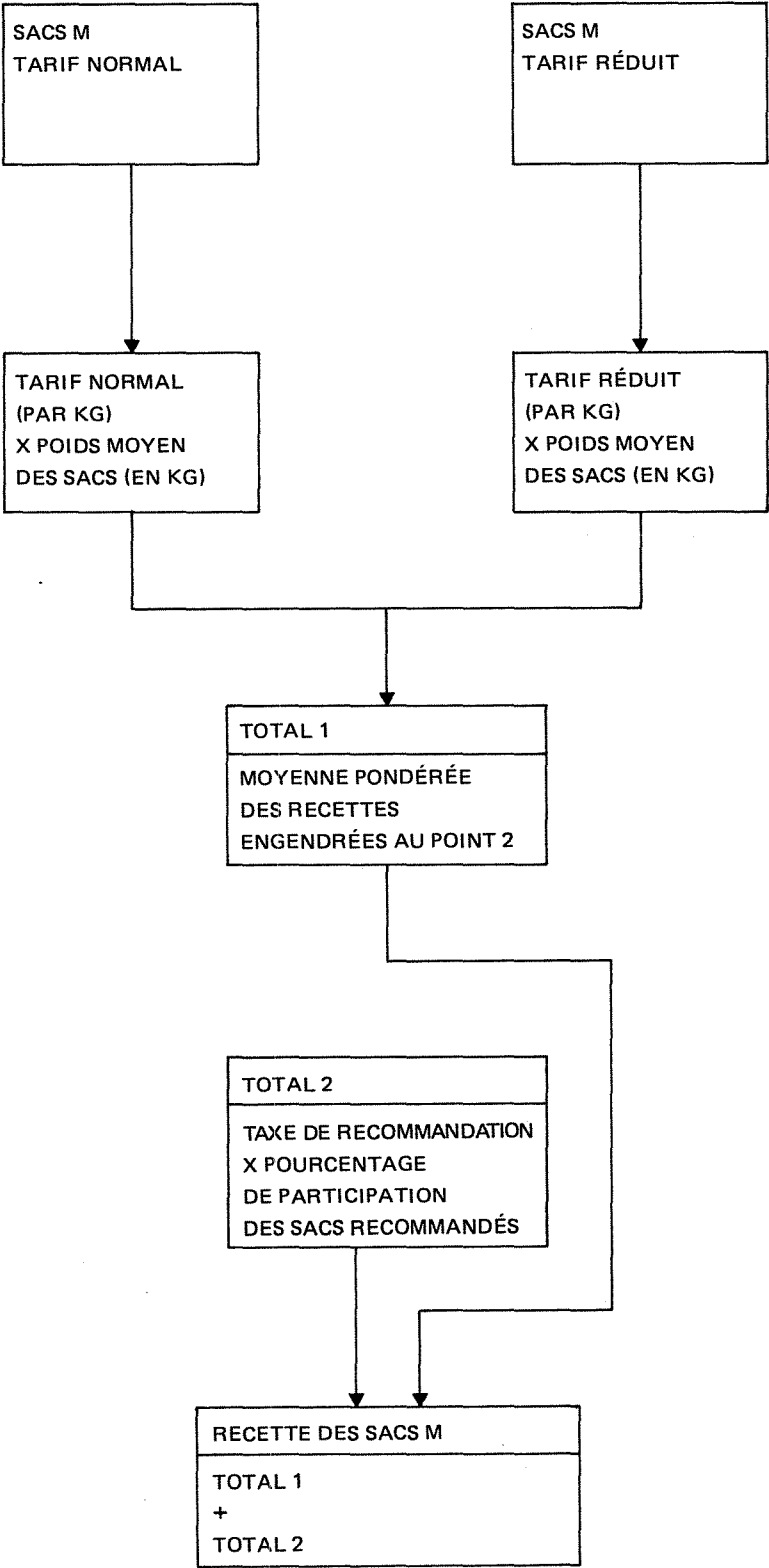 SACS M
TARIF NORMAL
SACS M
TARIF RÉDUIT
TARIF NORMAL
(PAR KG)
X POIDS MOYEN
DES SACS (EN KG)
TARIF RÉDUIT
(PAR KG)
X POIDS MOYEN
DES SACS (EN KG)
TOTAL 1
MOYENNE PONDÉRÉE
DES RECETTES
ENGENDRÉES AU POINT 2
TOTAL 2
TAXE DE RECOMMANDATION
X POURCENTAGE
DE PARTICIPATION
DES SACS RECOMMANDÉS
RECETTE DES SACS M
TOTAL 1
+
TOTAL 2